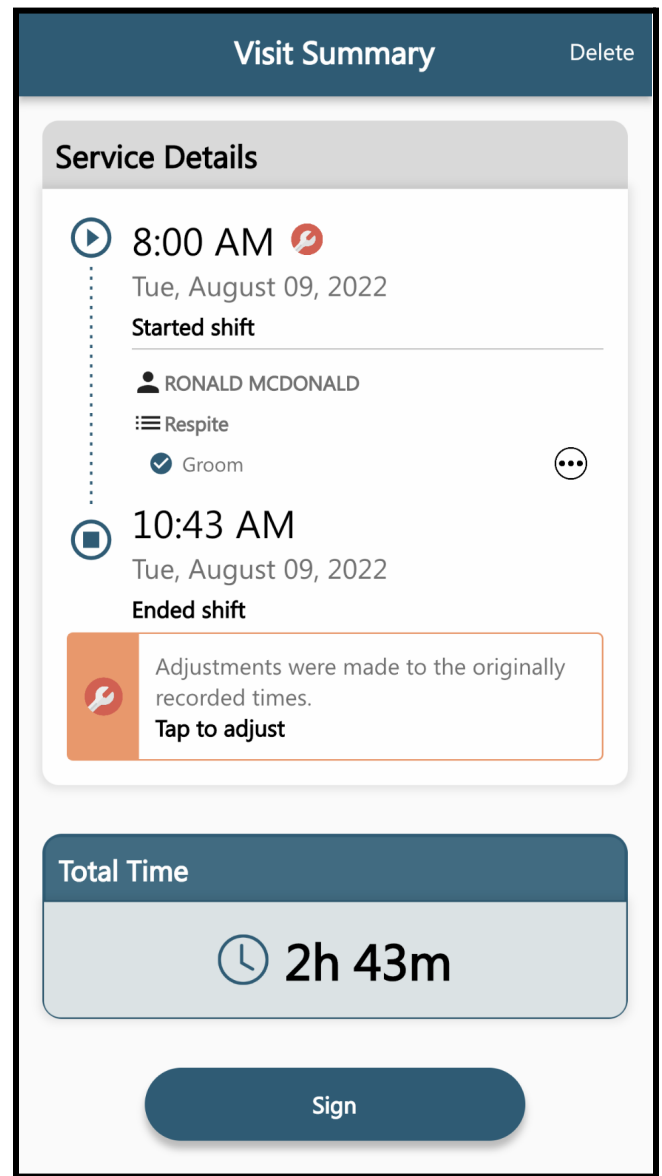 Visit Summary
Delete
Service Details
8:00 AM
Tue, August 09, 2022
Started shift
RONALD MCDONALD
Respite
Groom
10:43 AM
Tue, August 09, 2022
Ended shift
Adjustments were made to the originally
recorded times.
Tap to adjust
Total Time
2h 43m
Sign